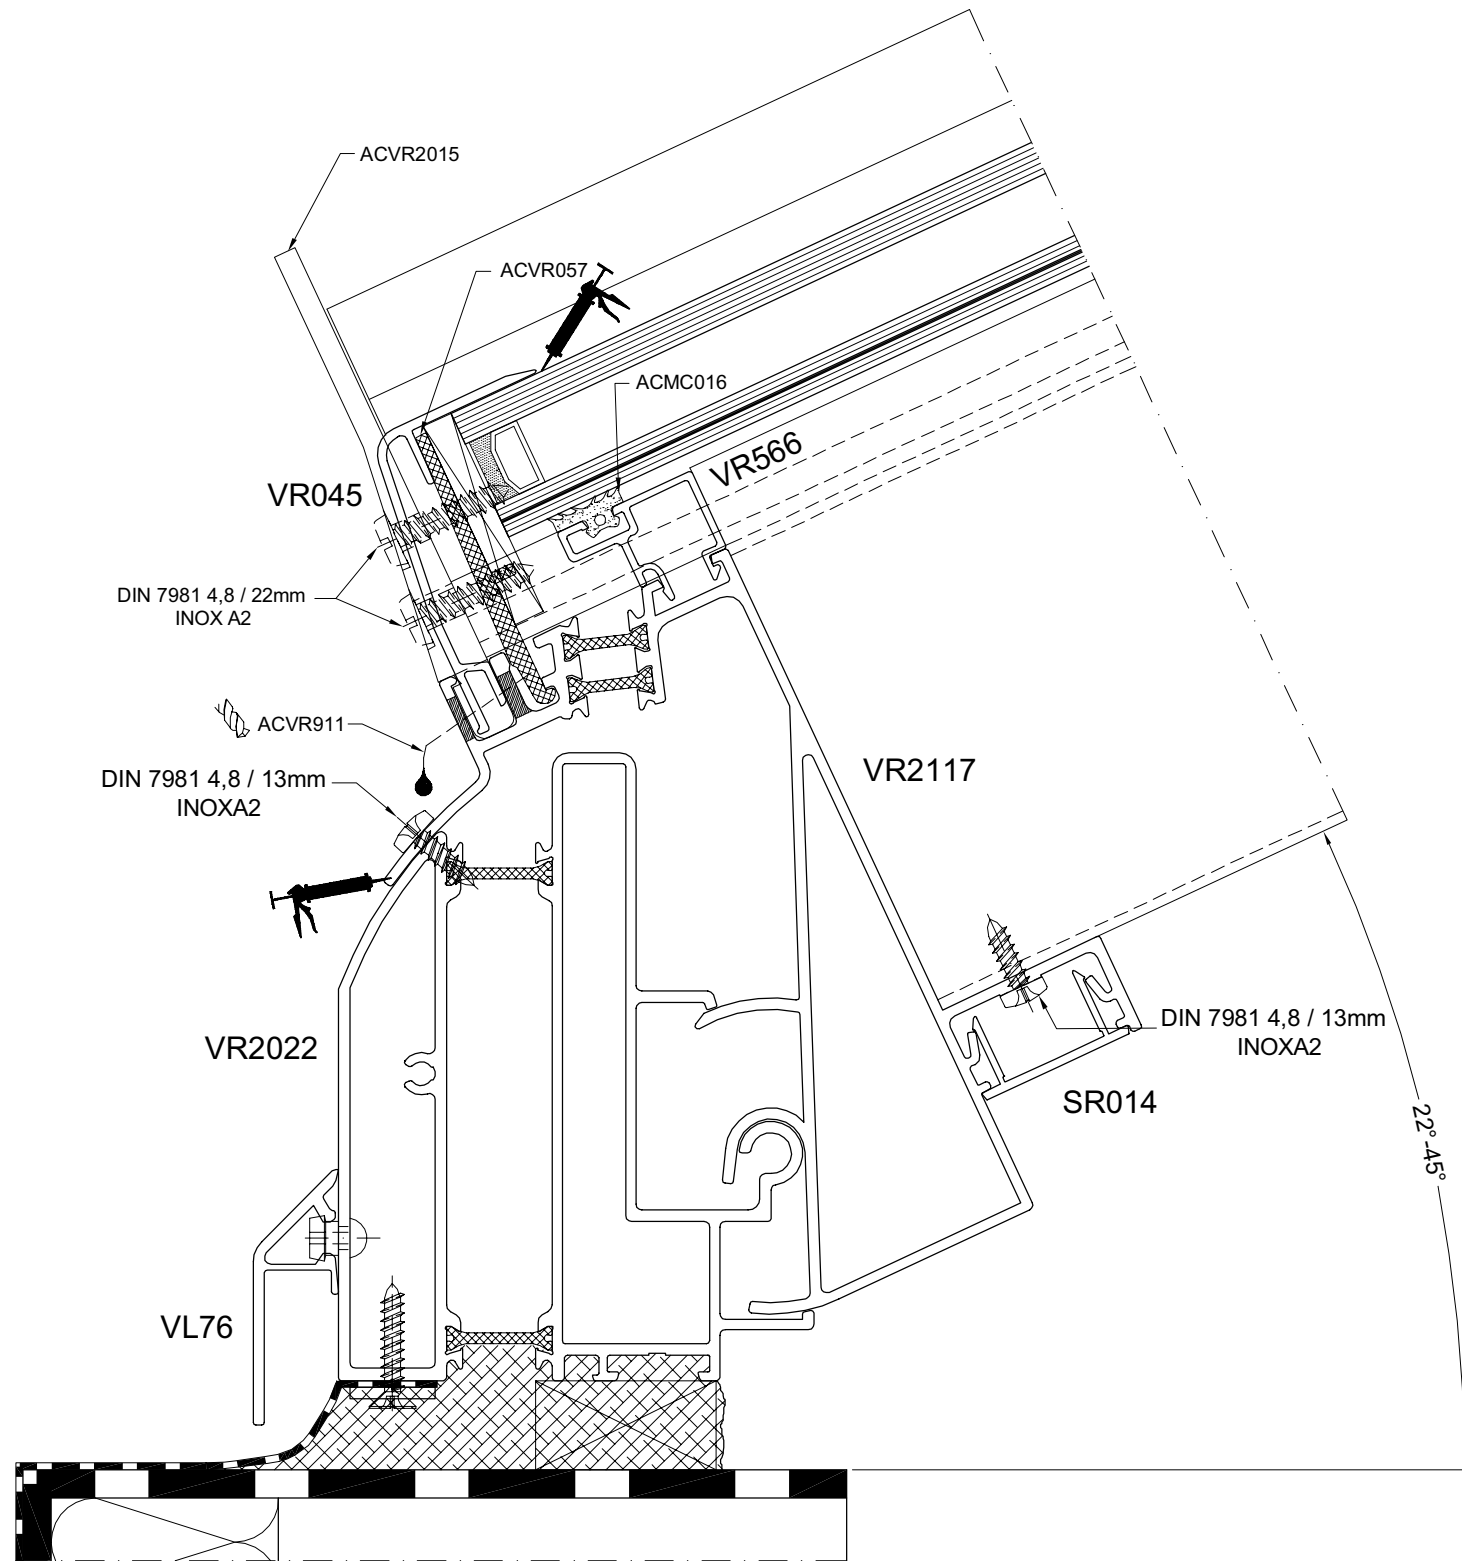 ACVR2015
ACVR057
ACMC016
VR566
VR045
DIN 7981 4,8 / 22mm
INOX A2
ACVR911
DIN 7981 4,8 / 13mm
INOXA2
VR2117
VR2022
DIN 7981 4,8 / 13mm
INOXA2
SR014
22°-45°
VL76